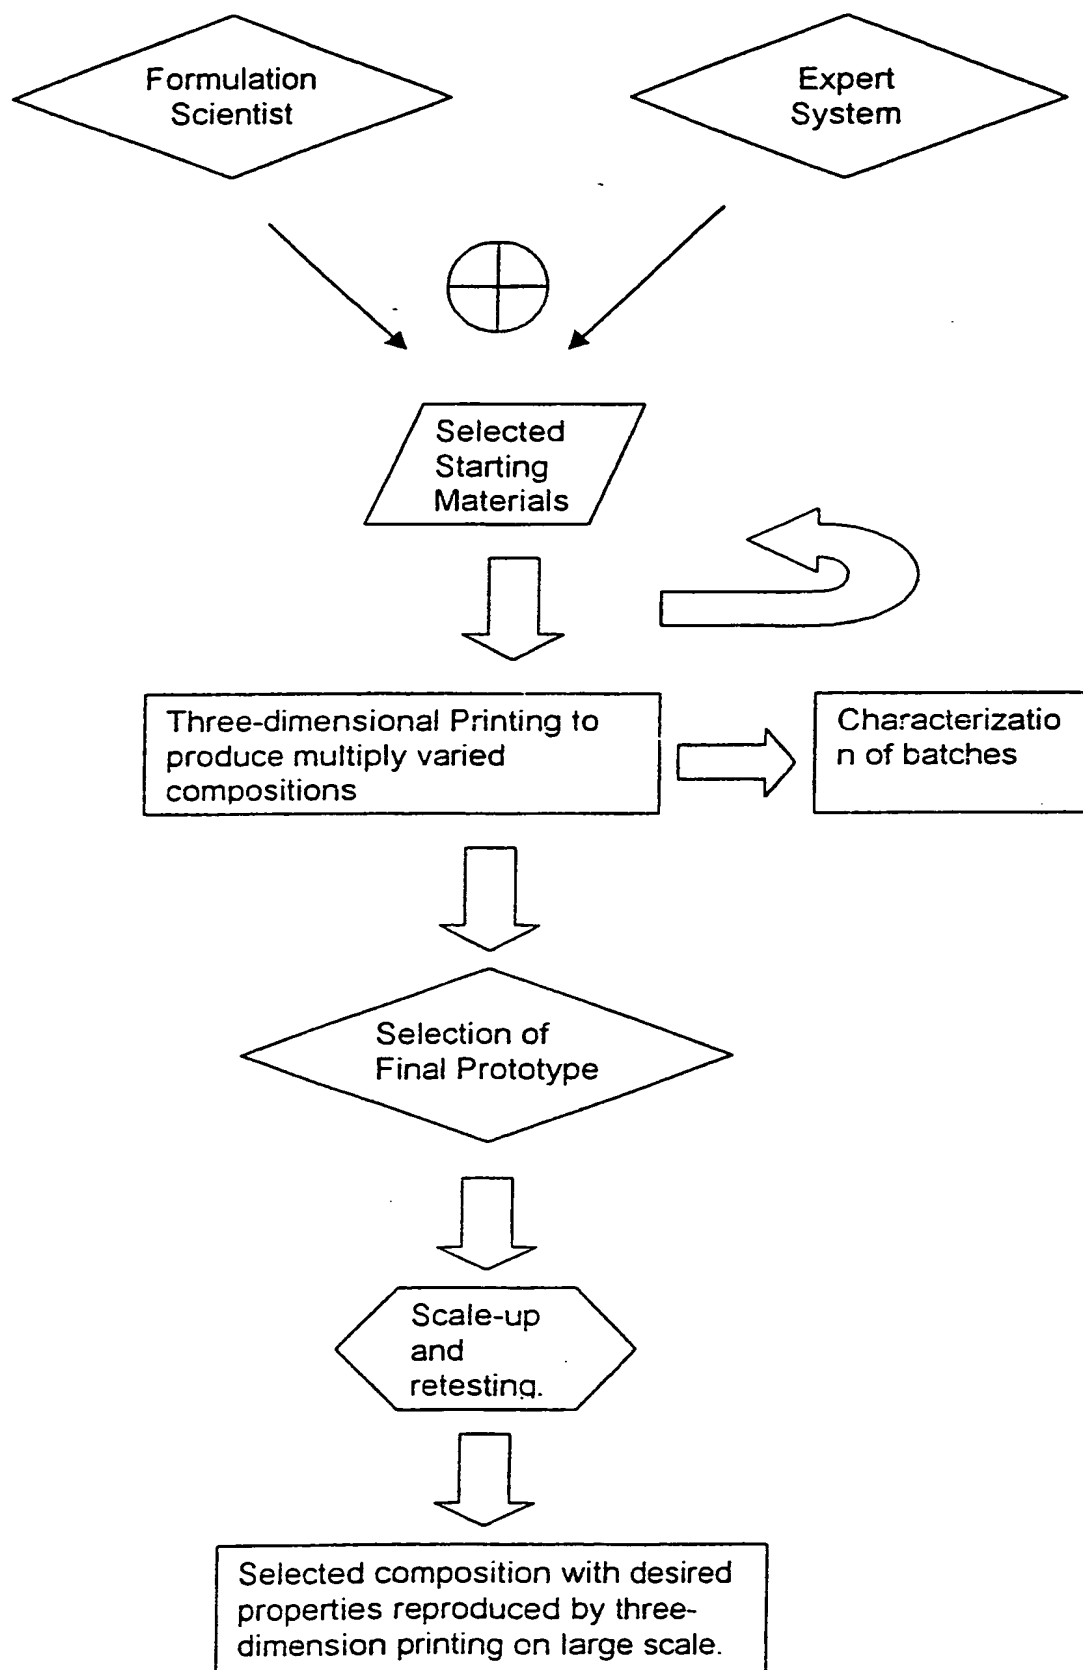 Formulation
Scientist
Expert
System
Selected
Starting
Materials
Three-dimensional Printing to
produce multiply varied
compositions
Characterizatio
n of batches
Selection of
Final Prototype
Scale-up
and
retesting.
Selected composition with desired
properties reproduced by three-
dimension printing on large scale.